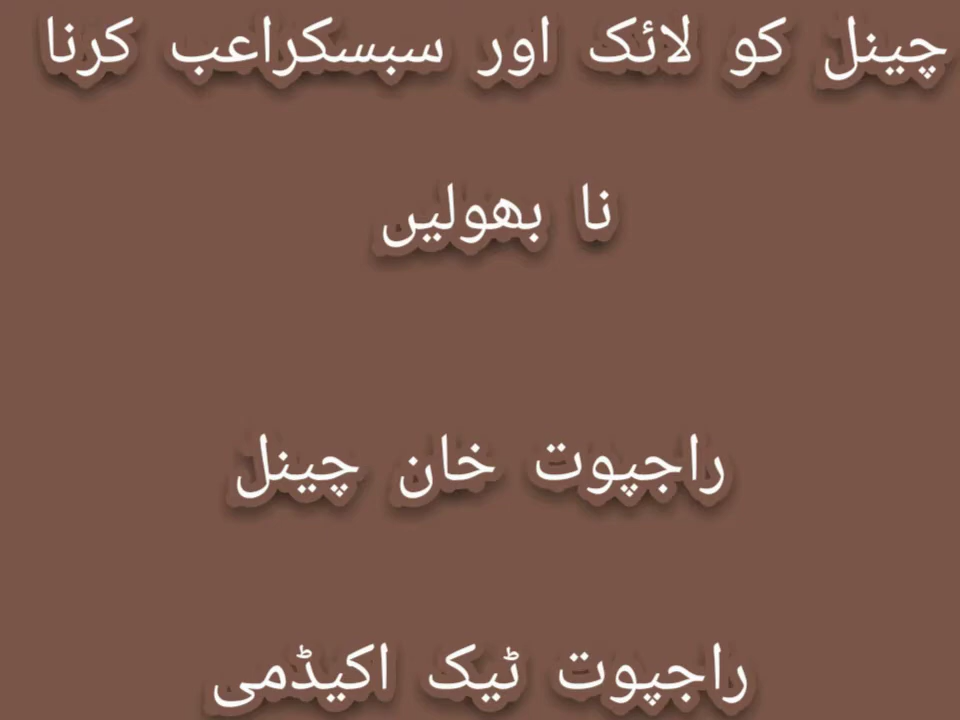 چینل کو لائک اور سبسکراعب کرنا
نا بھولیں
راجپوت خان چینل
راجپوت ٹیک اکیڈمی